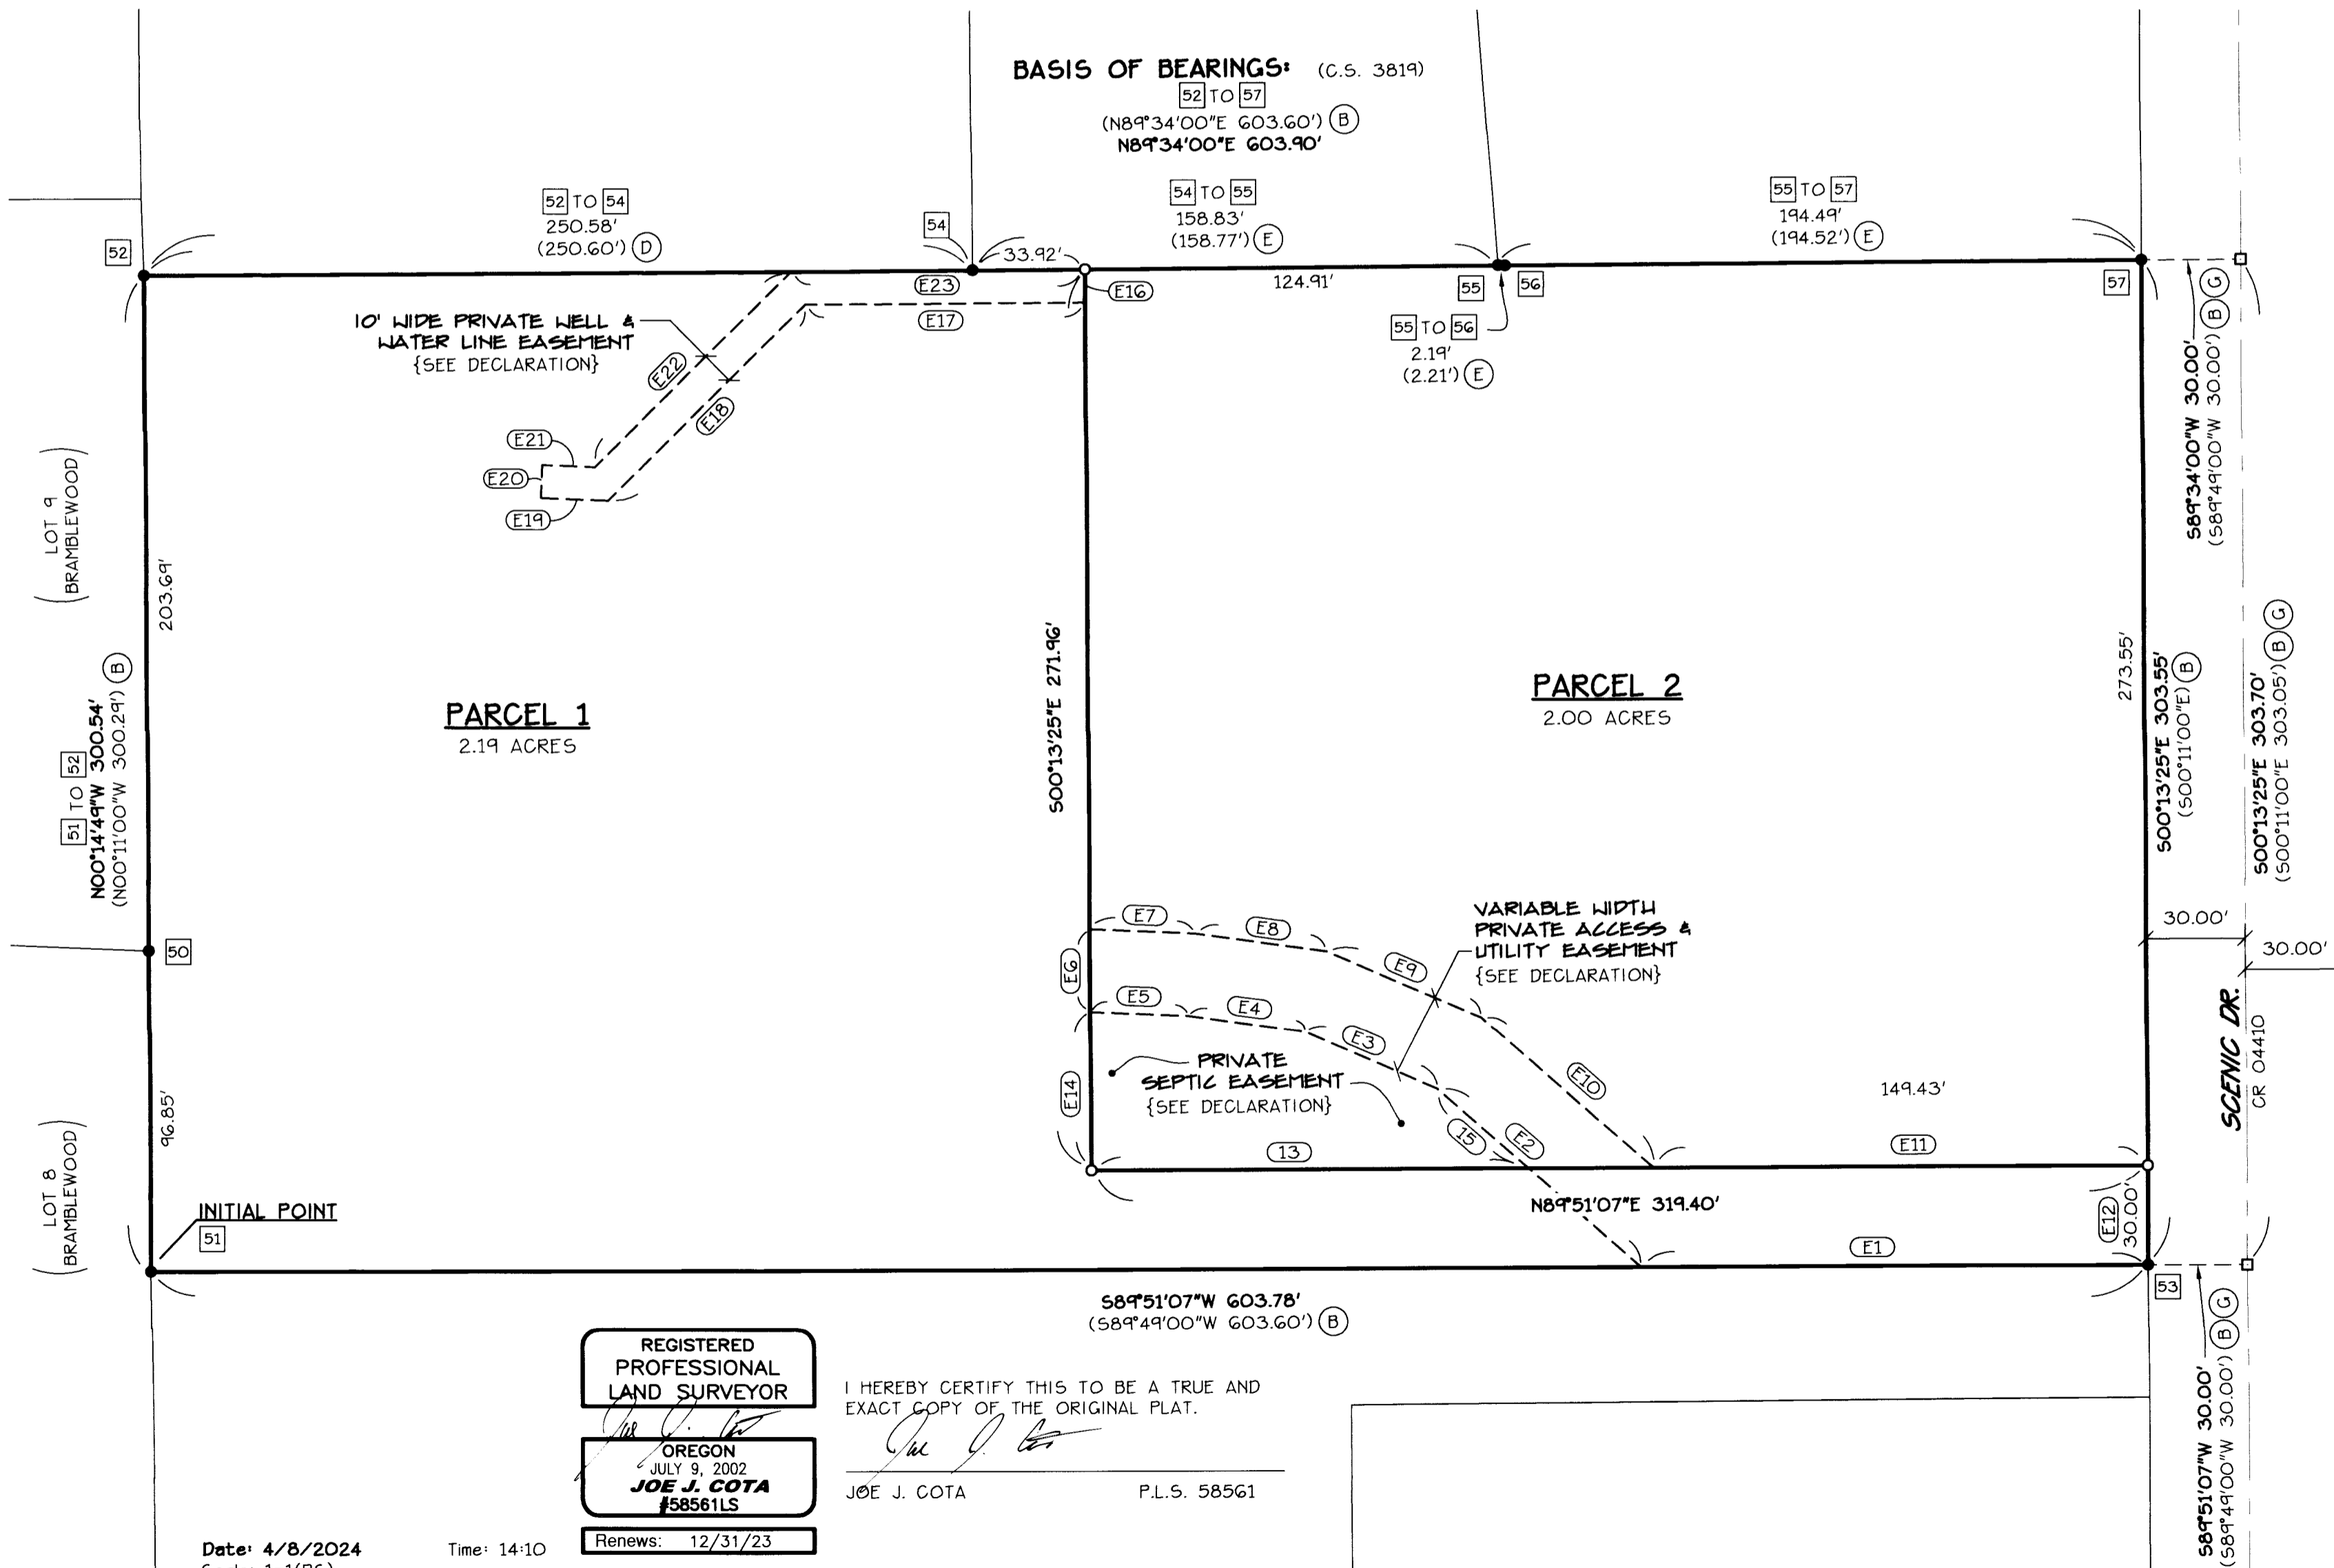 BASIS OF BEARINGS: (C.S. 3819)
52 TO 57
(N89°34'00"E 603.60') B
N89°34'00"E 603.90'
52 TO 54
250.58'
(250.60') D
54 TO 55
158.83'
(158.77') E
55 TO 57
194.49'
(194.52') E
52
54
33.92'
E23
E16
124.91'
55
56
57
55 TO 56
2.19'
(2.21') E
10' WIDE PRIVATE WELL &
WATER LINE EASEMENT
{SEE DECLARATION}
E17
E22
E18
E21
E20
E19
S89°34'00"W 30.00'
(S89°49'00"W 30.00') B G
LOT 9
(BRAMBLEWOOD)
203.69'
51 TO 52
N00°14'49"W 300.54'
(N00°11'00"W 300.29') B
PARCEL 1
2.19 ACRES
S00°13'25"E 271.96'
PARCEL 2
2.00 ACRES
273.55'
S00°13'25"E 303.55'
(S00°11'00"E) B
S00°13'25"E 303.70'
(S00°11'00"E 303.05') B G
30.00'
30.00'
50
E7
E8
E9
E6
E5
E4
E3
VARIABLE WIDTH
PRIVATE ACCESS &
UTILITY EASEMENT
{SEE DECLARATION}
SCENIC DR.
CR 04410
PRIVATE
SEPTIC EASEMENT
{SEE DECLARATION}
E14
E10
149.43'
96.85'
LOT 8
(BRAMBLEWOOD)
13
15
E2
E11
N89°51'07"E 319.40'
E12
30.00'
INITIAL POINT
51
E1
53
S89°51'07"W 603.78'
(S89°49'00"W 603.60') B
S89°51'07"W 30.00'
(S89°49'00"W 30.00') B G
REGISTERED
PROFESSIONAL
LAND SURVEYOR
OREGON
JULY 9, 2002
JOE J. COTA
#58561LS
Renews: 12/31/23
I HEREBY CERTIFY THIS TO BE A TRUE AND
EXACT COPY OF THE ORIGINAL PLAT.
JOE J. COTA P.L.S. 58561
Date: 4/8/2024 Time: 14:10